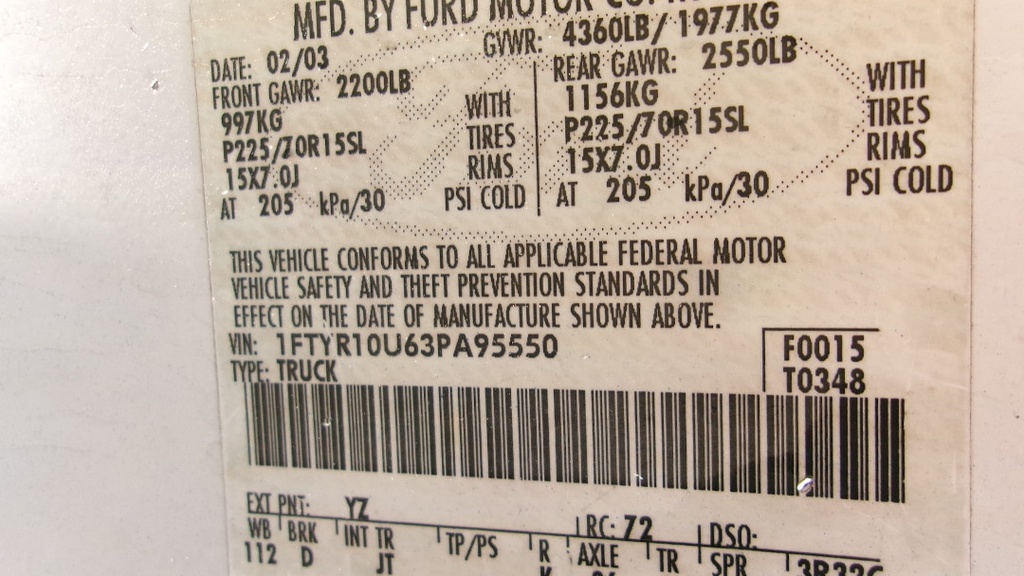 MFD. BY FORD MOTOR
DATE: 02/03 GVWR: 4360LB/ 1977KG
FRONT GAWR: 2200LB REAR GAWR: 2550LB
997KG WITH 1156KG WITH
P225/70R15SL TIRES P225/70R15SL TIRES
15X7.0J RIMS 15X7.0J RIMS
AT 205 kPa/30 PSI COLD AT 205 kPa/30 PSI COLD
THIS VEHICLE CONFORMS TO ALL APPLICABLE FEDERAL MOTOR
VEHICLE SAFETY AND THEFT PREVENTION STANDARDS IN
EFFECT ON THE DATE OF MANUFACTURE SHOWN ABOVE.
VIN: 1FTYR10U63PA95550 F0015
TYPE: TRUCK T0348
EXT PNT: YZ RC: 72 DSO:
WB BRK INT TR TP/PS R AXLE TR SPR
112 D JT